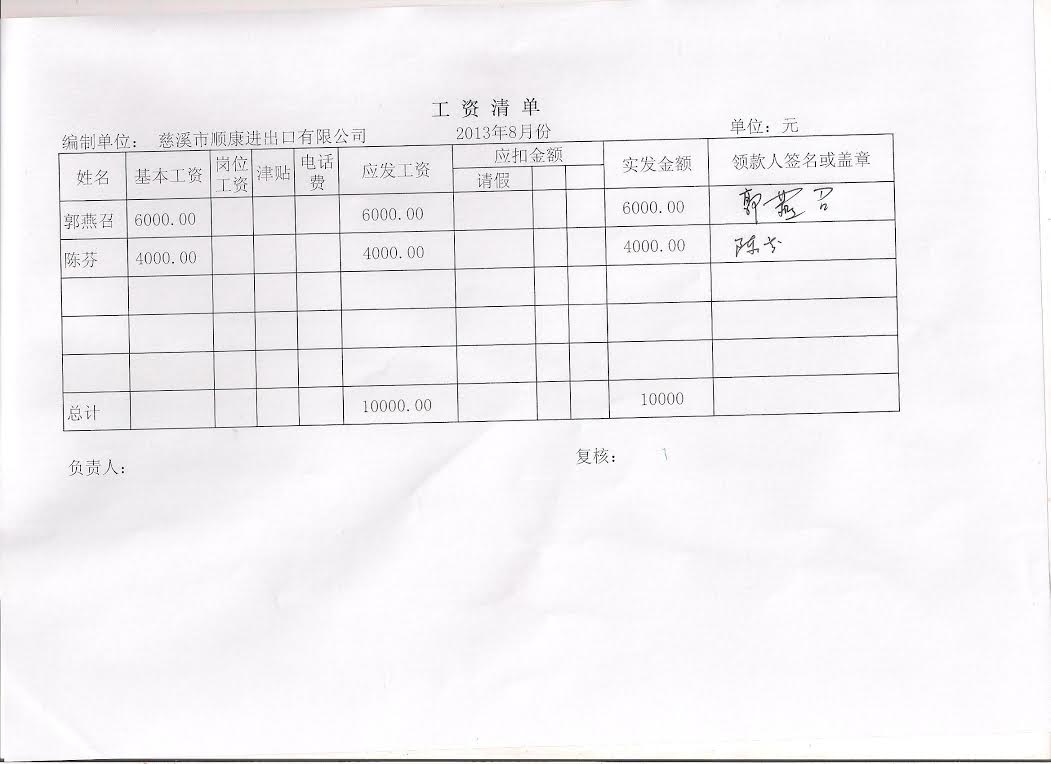 工 资 清 单
编制单位： 慈溪市顺康进出口有限公司 2013年8月份 单位：元
姓名 基本工资 岗位工资 津贴 电话费 应发工资 应扣金额 实发金额 领款人签名或盖章
请假
郭燕召 6000.00 6000.00 6000.00 郭燕召
陈芬 4000.00 4000.00 4000.00 陈芬
总计 10000.00 10000
负责人： 复核：